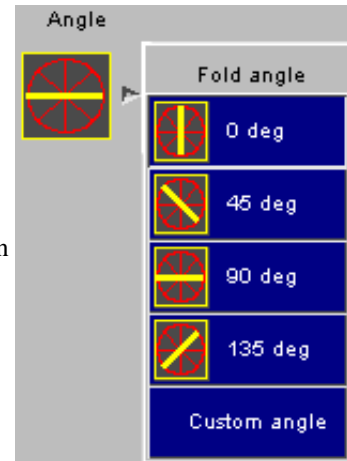 Angle
Fold angle
0 deg
45 deg
n
90 deg
135 deg
Custom angle